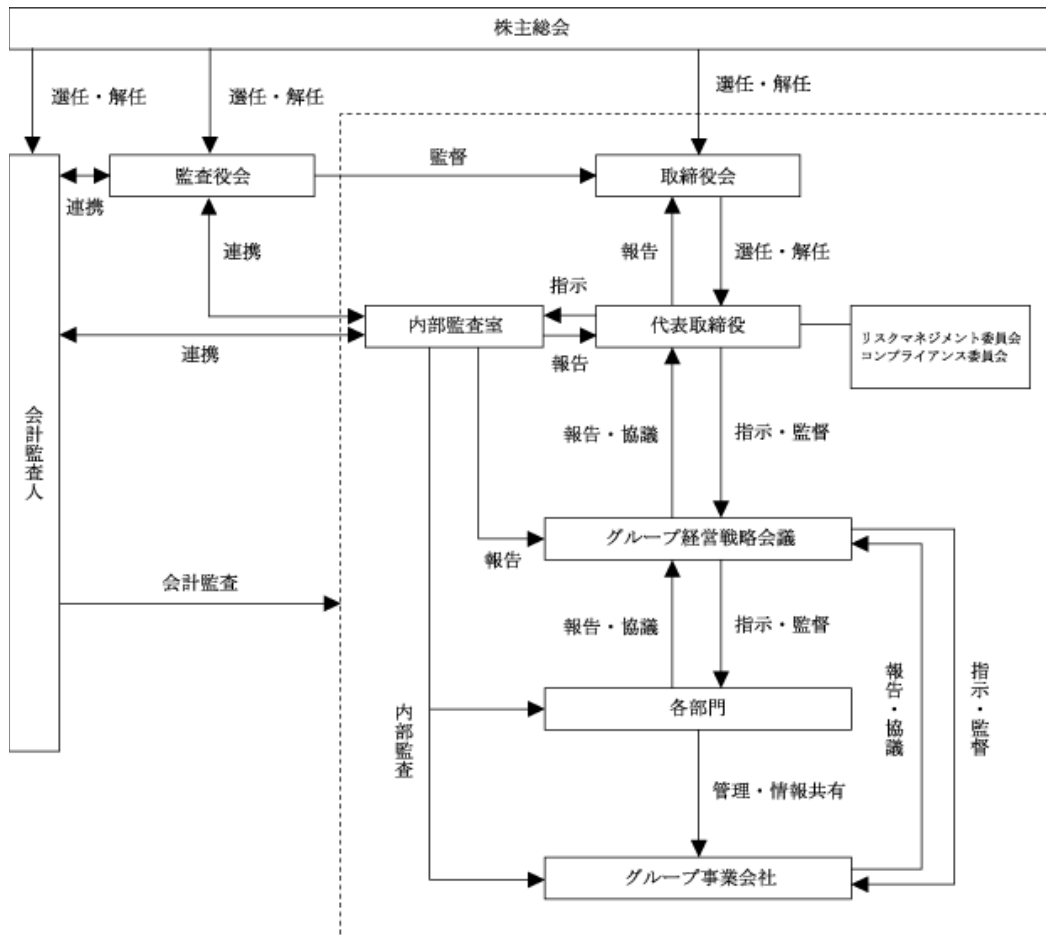 株主総会
選任・解任
選任・解任
選任・解任
監査役会
監督
取締役会
連携
連携
報告
選任・解任
指示
内部監査室
代表取締役
リスクマネジメント委員会
コンプライアンス委員会
連携
報告
会計監査人
報告・協議
指示・監督
グループ経営戦略会議
報告
会計監査
報告・協議
指示・監督
報告・協議
指示・監督
各部門
内部監査
管理・情報共有
グループ事業会社